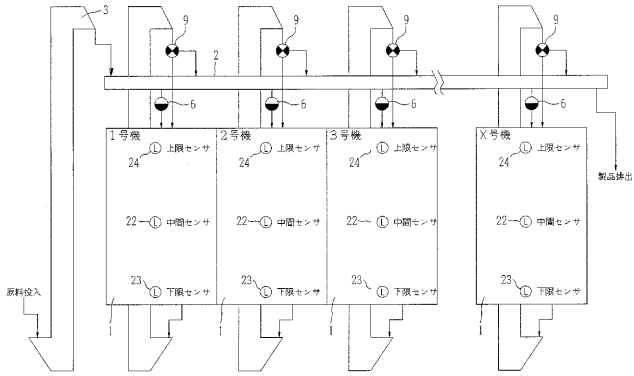 3
9
9
9
9
2
6
6
6
6
1号機
2号機
3号機
X号機
24 L 上限センサ
24 L 上限センサ
24 L 上限センサ
24 L 上限センサ
製品排出
22 L 中間センサ
22 L 中間センサ
22 L 中間センサ
22 L 中間センサ
23 L 下限センサ
23 L 下限センサ
23 L 下限センサ
23 L 下限センサ
原料投入
1
1
1
1